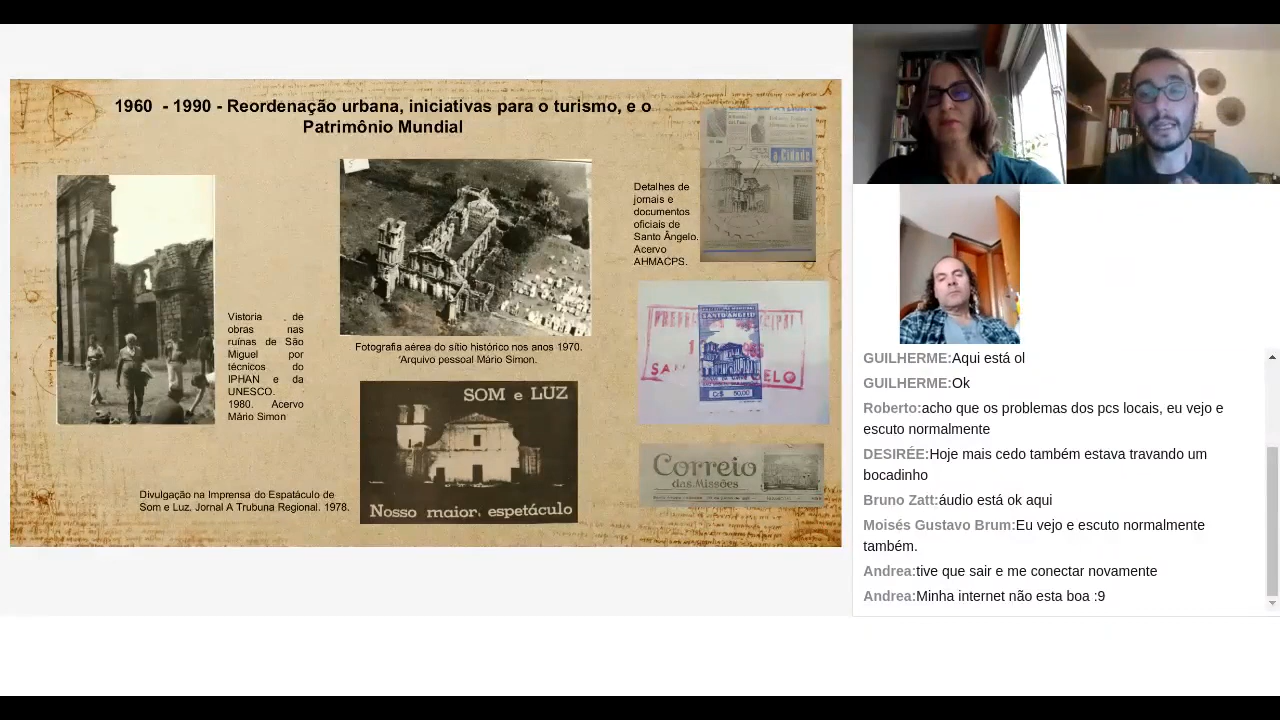 1960 - 1990 - Reordenação urbana, iniciativas para o turismo, e o
Patrimônio Mundial
Vistoria . de
obras nas
ruínas de São
Miguel por
técnicos do
IPHAN e da
UNESCO.
1980. Acervo
Mário Simon
Fotografia aérea do sítio histórico nos anos 1970.
'Arquivo pessoal Mário Simon.
Detalhes de
jornais e
documentos
oficiais de
Santo Ângelo.
Acervo
AHMACPS.
a Cidade
SANTO ANGELO
50,00
SOM e LUZ
Nosso maior. espetáculo
Correio
das Missões
Divulgação na Imprensa do Espatáculo de
Som e Luz. Jornal A Trubuna Regional. 1978.
GUILHERME:Aqui está ol
GUILHERME:Ok
Roberto:acho que os problemas dos pcs locais, eu vejo e
escuto normalmente
DESIRÉE:Hoje mais cedo também estava travando um
bocadinho
Bruno Zatt:áudio está ok aqui
Moisés Gustavo Brum:Eu vejo e escuto normalmente
também.
Andrea:tive que sair e me conectar novamente
Andrea:Minha internet não esta boa :9